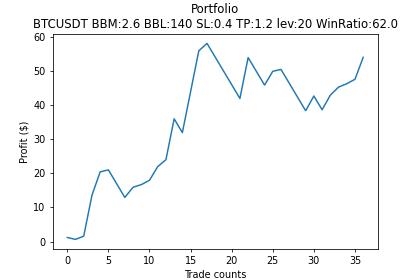 Portfolio
BTCUSDT BBM:2.6 BBL:140 SL:0.4 TP:1.2 lev:20 WinRatio:62.0
60
50
40
30
20
10
0
Profit ($)
0 5 10 15 20 25 30 35
Trade counts